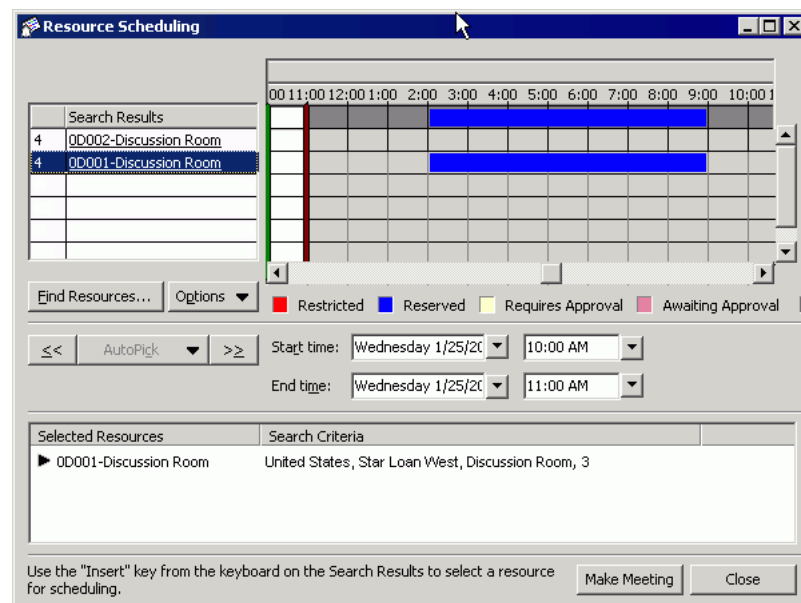 Resource Scheduling
00 11:00 12:00 1:00 2:00 3:00 4:00 5:00 6:00 7:00 8:00 9:00 10:00 1
Search Results
4 0D002-Discussion Room
4 0D001-Discussion Room
Find Resources... Options
Restricted Reserved Requires Approval Awaiting Approval
<< AutoPick >> Start time: Wednesday 1/25/20 10:00 AM
End time: Wednesday 1/25/20 11:00 AM
Selected Resources Search Criteria
0D001-Discussion Room United States, Star Loan West, Discussion Room, 3
Use the "Insert" key from the keyboard on the Search Results to select a resource
for scheduling.
Make Meeting Close